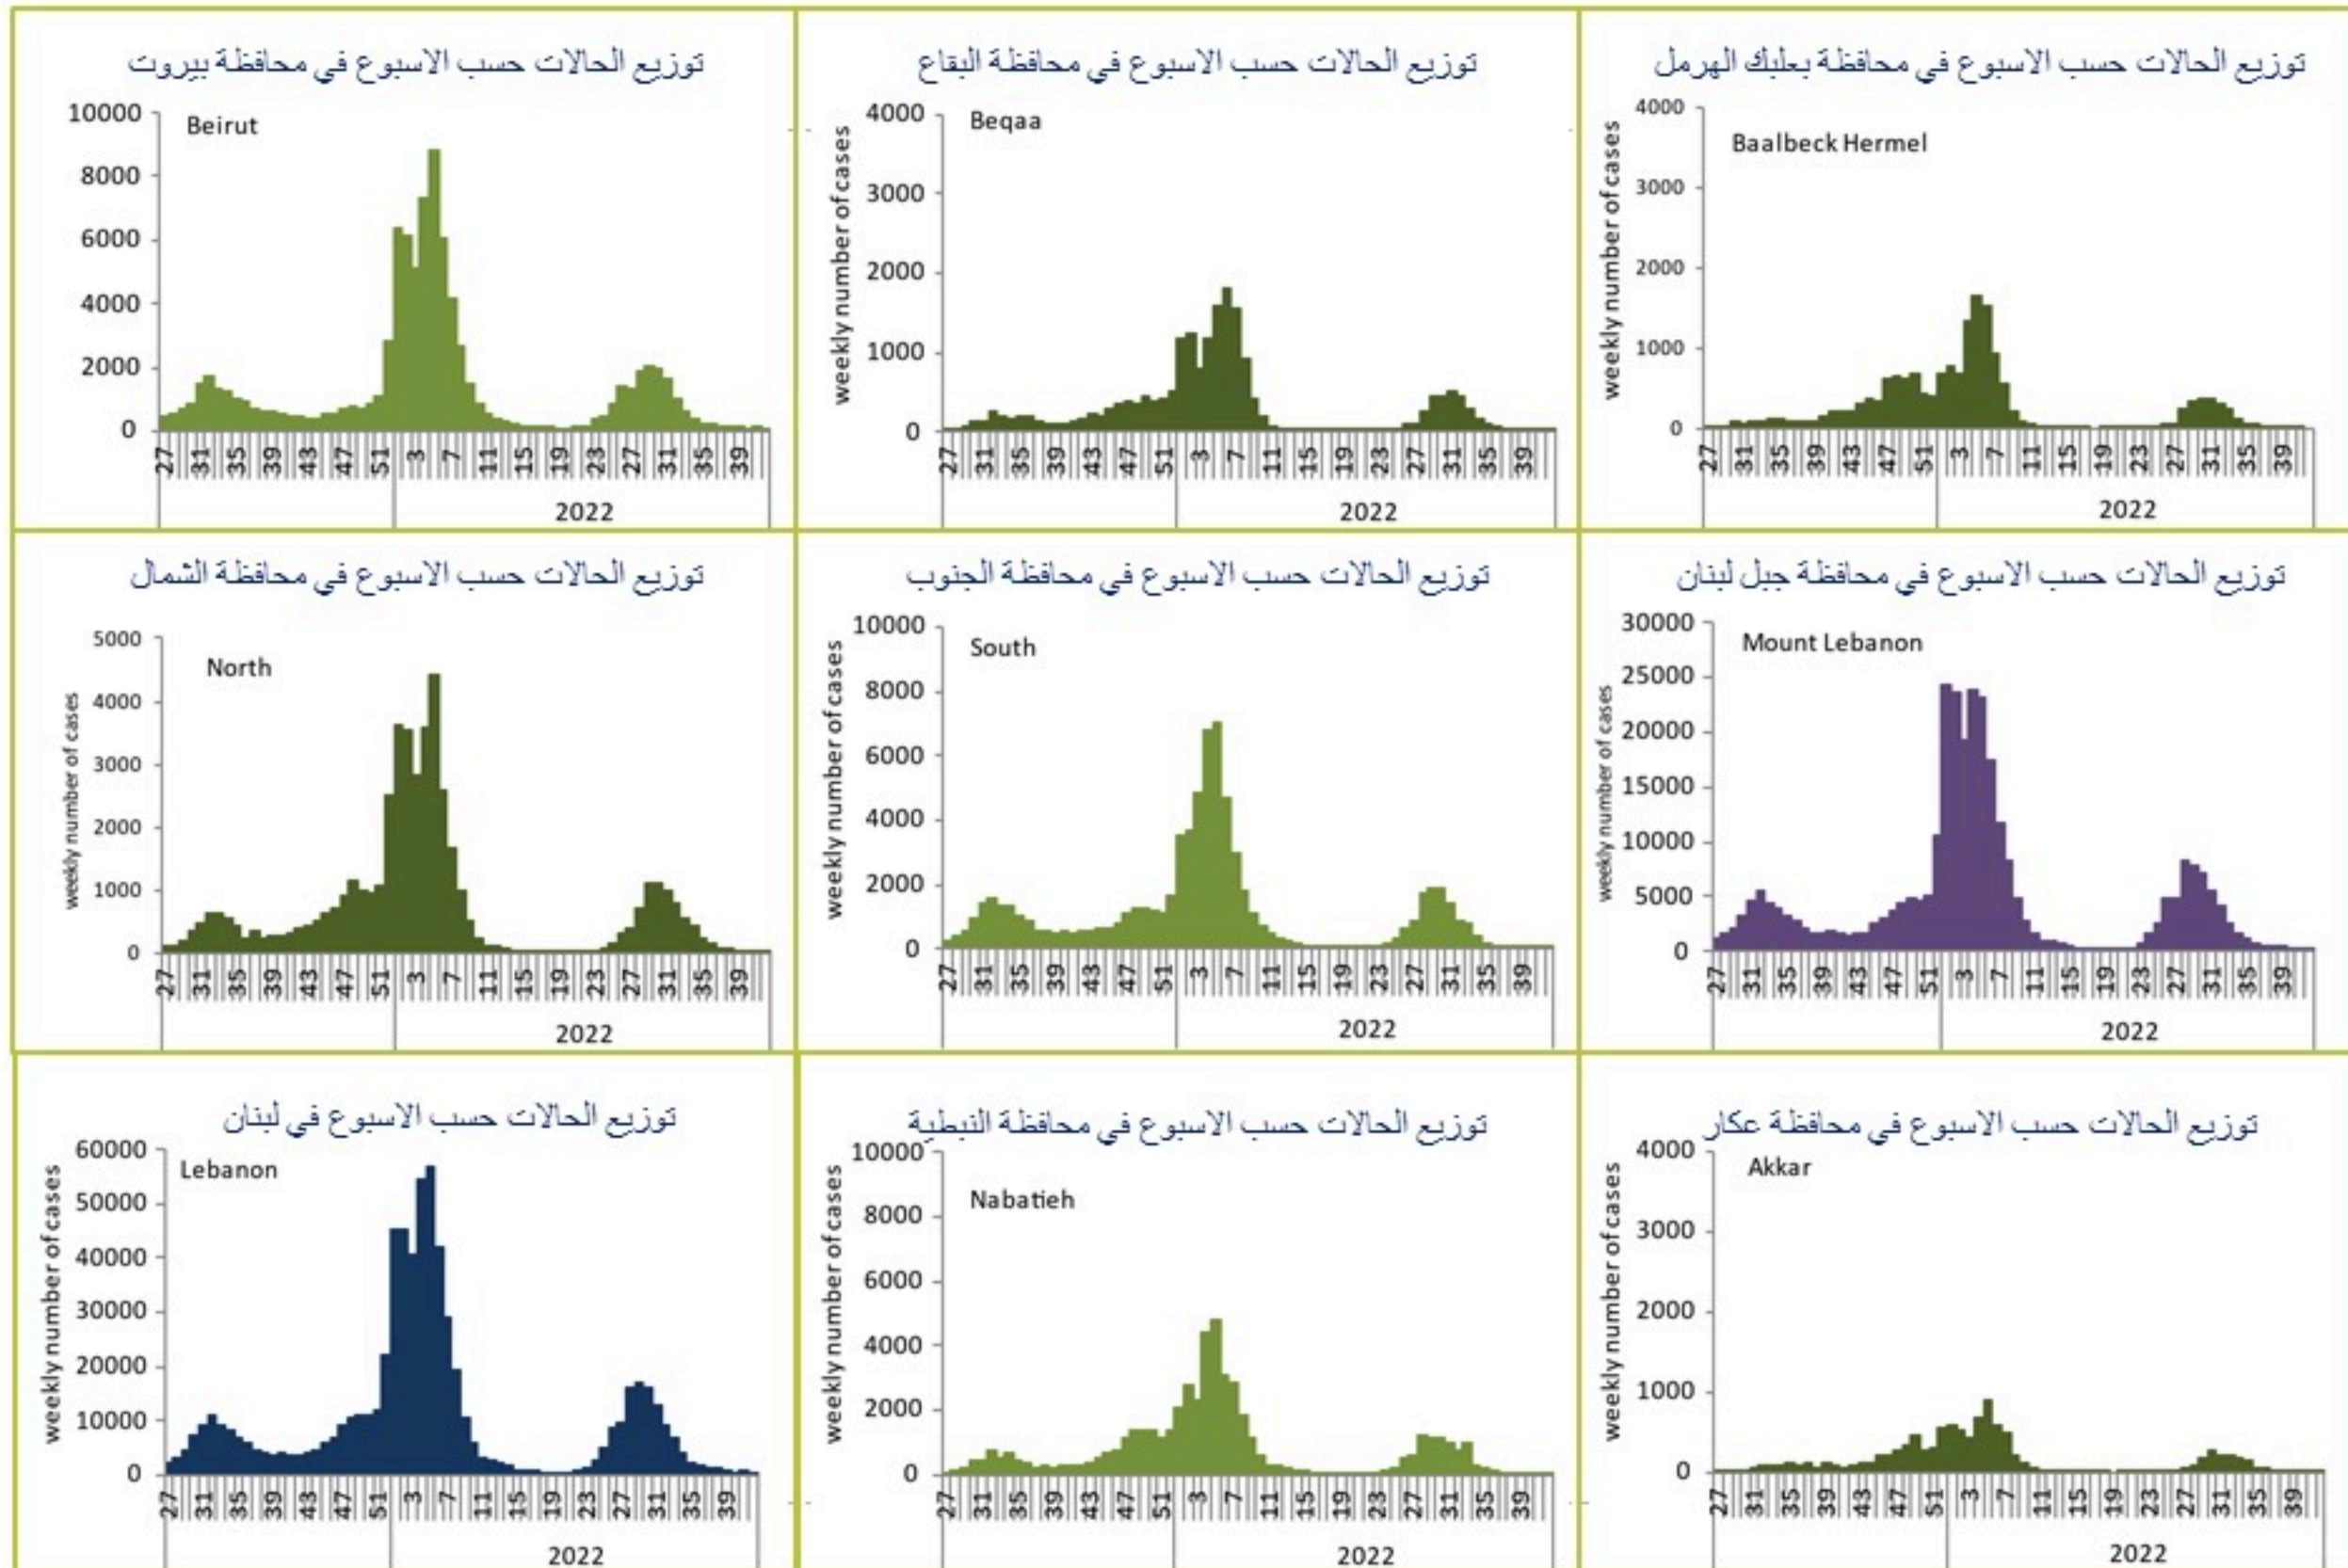 توزيع الحالات حسب الاسبوع في محافظة بيروت
Beirut
10000
8000
6000
4000
2000
0
27 31 35 39 43 47 51 3 7 11 15 19 23 27 31 35 39
2022
توزيع الحالات حسب الاسبوع في محافظة البقاع
Beqaa
weekly number of cases
4000
3000
2000
1000
0
27 31 35 39 43 47 51 3 7 11 15 19 23 27 31 35 39
2022
توزيع الحالات حسب الاسبوع في محافظة بعلبك الهرمل
Baalbeck Hermel
weekly number of cases
4000
3000
2000
1000
0
27 31 35 39 43 47 51 3 7 11 15 19 23 27 31 35 39
2022
توزيع الحالات حسب الاسبوع في محافظة الشمال
North
weekly number of cases
5000
4000
3000
2000
1000
0
27 31 35 39 43 47 51 3 7 11 15 19 23 27 31 35 39
2022
توزيع الحالات حسب الاسبوع في محافظة الجنوب
South
weekly number of cases
10000
8000
6000
4000
2000
0
27 31 35 39 43 47 51 3 7 11 15 19 23 27 31 35 39
2022
توزيع الحالات حسب الاسبوع في محافظة جبل لبنان
Mount Lebanon
weekly number of cases
30000
25000
20000
15000
10000
5000
0
27 31 35 39 43 47 51 3 7 11 15 19 23 27 31 35 39
2022
توزيع الحالات حسب الاسبوع في لبنان
Lebanon
weekly number of cases
60000
50000
40000
30000
20000
10000
0
27 31 35 39 43 47 51 3 7 11 15 19 23 27 31 35 39
2022
توزيع الحالات حسب الاسبوع في محافظة النبطية
Nabatieh
weekly number of cases
10000
8000
6000
4000
2000
0
27 31 35 39 43 47 51 3 7 11 15 19 23 27 31 35 39
2022
توزيع الحالات حسب الاسبوع في محافظة عكار
Akkar
weekly number of cases
4000
3000
2000
1000
0
27 31 35 39 43 47 51 3 7 11 15 19 23 27 31 35 39
2022